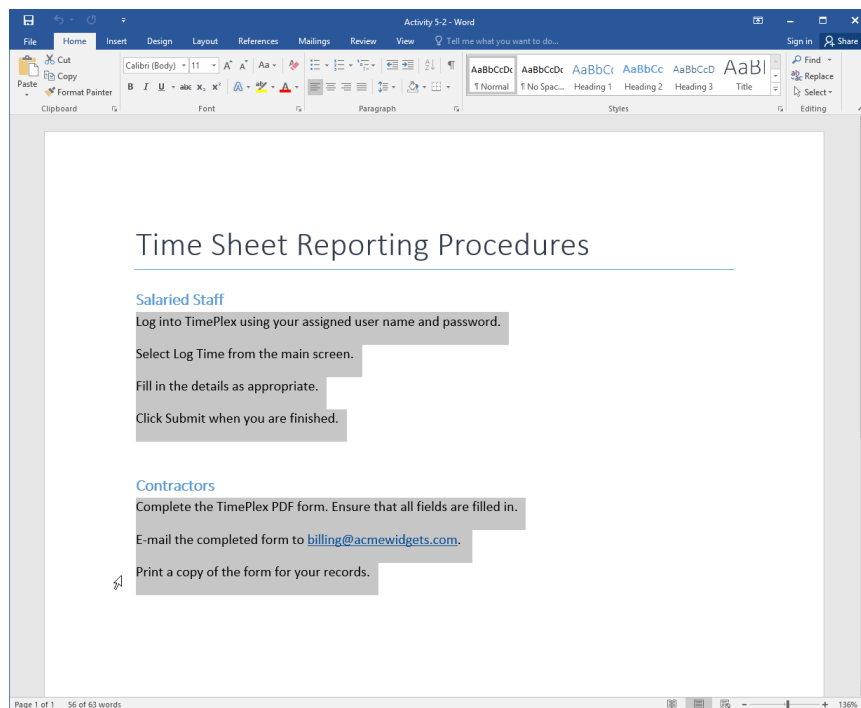 Activity 5-2 - Word
File Home Insert Design Layout References Mailings Review View Tell me what you want to do... Sign in Share
Paste
Cut
Copy
Format Painter
Calibri (Body) 11 A A Aa
B I U abc x₂ x² A aby A
AaBbCcDc AaBbCcDc AaBbCc AaBbCc AaBbCcD AaBl
¶ Normal ¶ No Spac... Heading 1 Heading 2 Heading 3 Title
Find
Replace
Select
Clipboard Font Paragraph Styles Editing
Time Sheet Reporting Procedures
Salaried Staff
Log into TimePlex using your assigned user name and password.
Select Log Time from the main screen.
Fill in the details as appropriate.
Click Submit when you are finished.
Contractors
Complete the TimePlex PDF form. Ensure that all fields are filled in.
E-mail the completed form to billing@acmewidgets.com.
Print a copy of the form for your records.
Page 1 of 1 56 of 63 words 136%